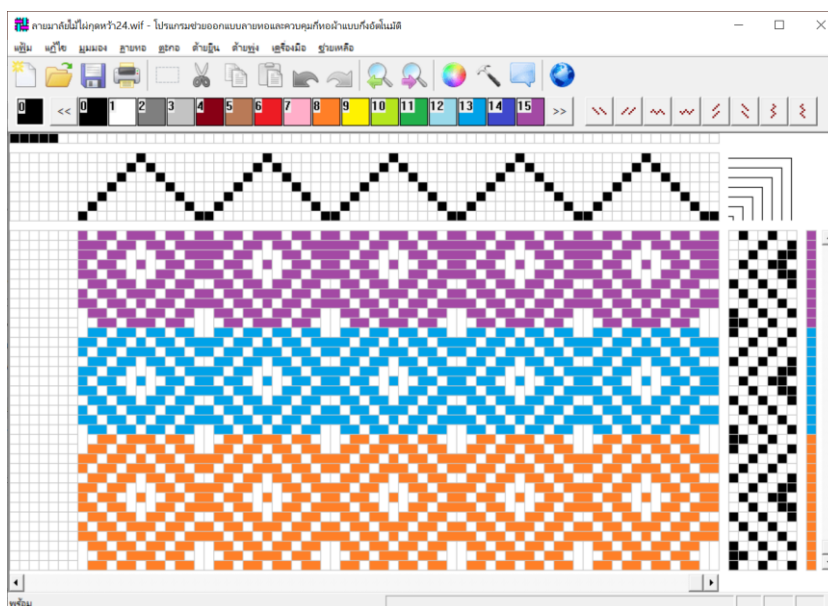 ลายมาลัยไม้ไผ่กุดหว้า24.wif - โปรแกรมช่วยออกแบบลายทอและควบคุมกี่ทอผ้าแบบกึ่งอัตโนมัติ
แฟ้ม แก้ไข มุมมอง ลายทอ ตะกอ ด้ายยืน ด้ายพุ่ง เครื่องมือ ช่วยเหลือ
0 << 0 1 2 3 4 5 6 7 8 9 10 11 12 13 14 15 >>
พร้อม